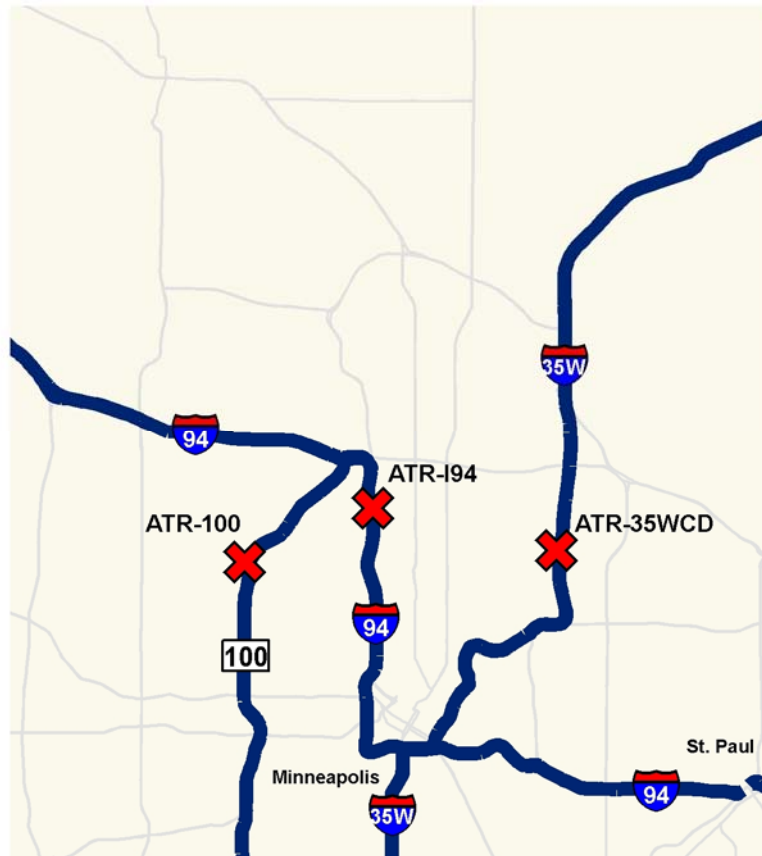 35W
94
ATR-I94
ATR-100
ATR-35WCD
94
100
St. Paul
Minneapolis
94
35W